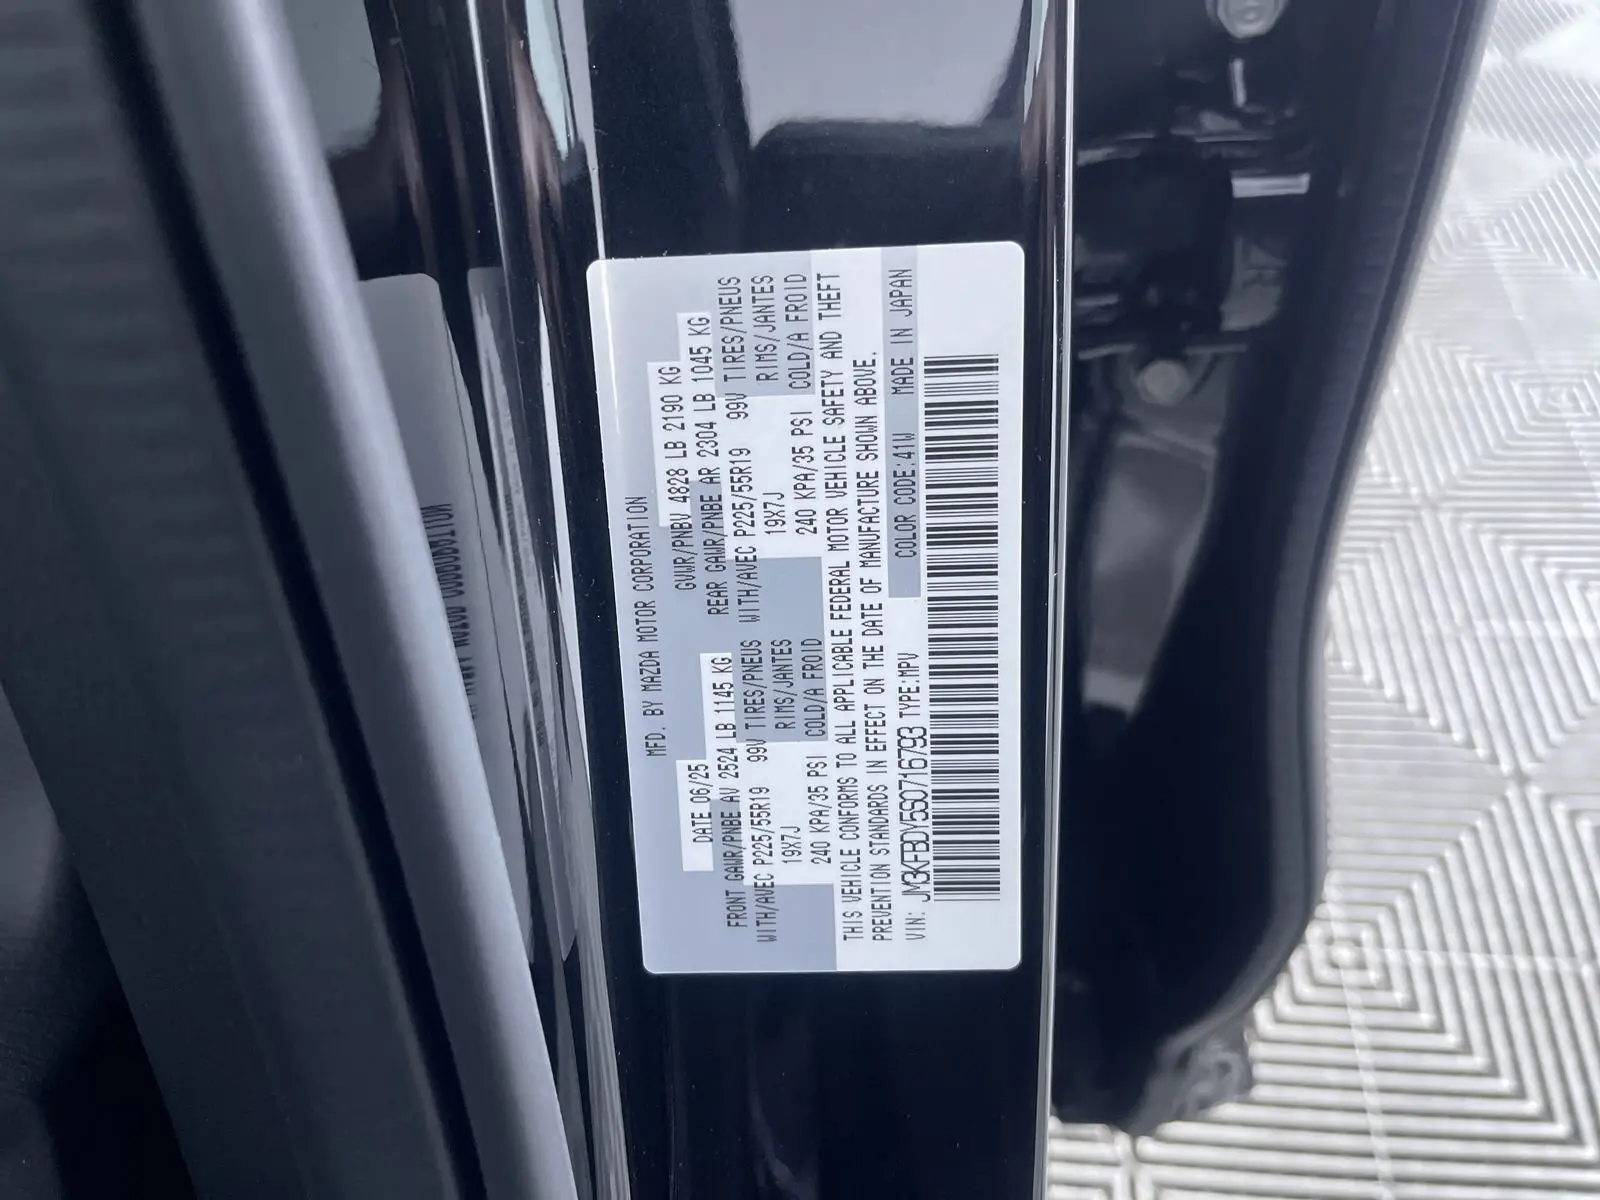 MFD. BY MAZDA MOTOR CORPORATION
DATE 06/25 GVWR/PNBV 4828 LB 2190 KG
FRONT GAWR/PNBE AV 2524 LB 1145 KG REAR GAWR/PNBE AR 2304 LB 1045 KG
WITH/AVEC P225/55R19 99V TIRES/PNEUS WITH/AVEC P225/55R19 99V TIRES/PNEUS
19X7J RIMS/JANTES 19X7J RIMS/JANTES
240 KPA/35 PSI COLD/A FROID 240 KPA/35 PSI COLD/A FROID
THIS VEHICLE CONFORMS TO ALL APPLICABLE FEDERAL MOTOR VEHICLE SAFETY AND THEFT
PREVENTION STANDARDS IN EFFECT ON THE DATE OF MANUFACTURE SHOWN ABOVE.
VIN: JM3KFBDY5S0716793 TYPE:MPV COLOR CODE:41W MADE IN JAPAN